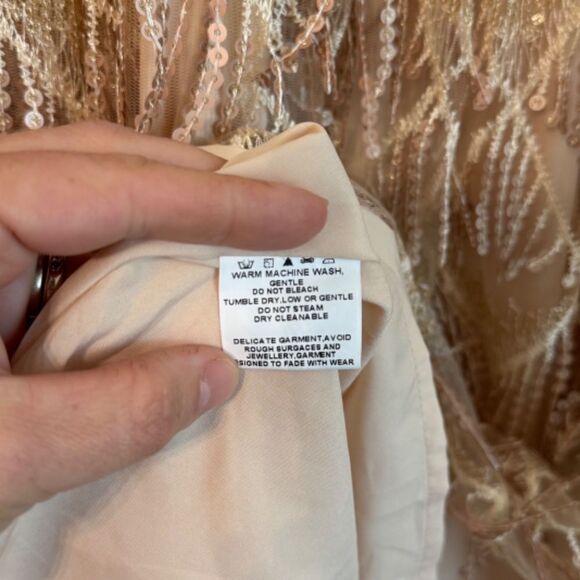 WARM MACHINE WASH,
GENTLE
DO NOT BLEACH
TUMBLE DRY,LOW OR GENTLE
DO NOT STEAM
DRY CLEANABLE
DELICATE GARMENT,AVOID
ROUGH SURGACES AND
JEWELLERY,GARMENT
SIGNED TO FADE WITH WEAR